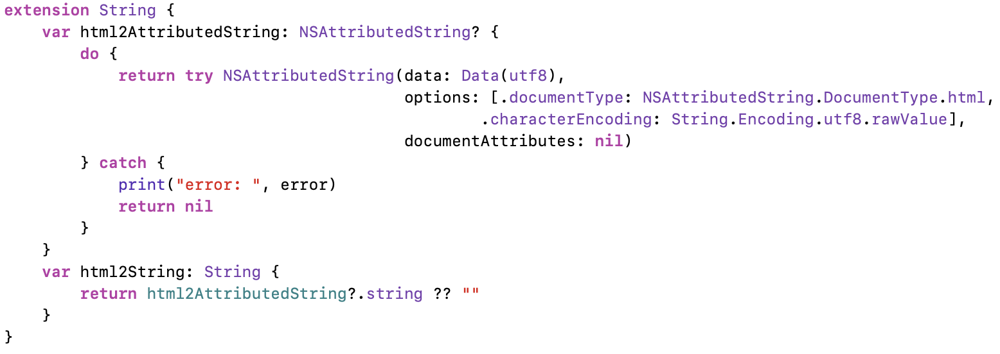 extension String {
    var html2AttributedString: NSAttributedString? {
        do {
            return try NSAttributedString(data: Data(utf8),
                                          options: [.documentType: NSAttributedString.DocumentType.html,
                                                    .characterEncoding: String.Encoding.utf8.rawValue],
                                          documentAttributes: nil)
        } catch {
            print("error: ", error)
            return nil
        }
    }
    var html2String: String {
        return html2AttributedString?.string ?? ""
    }
}